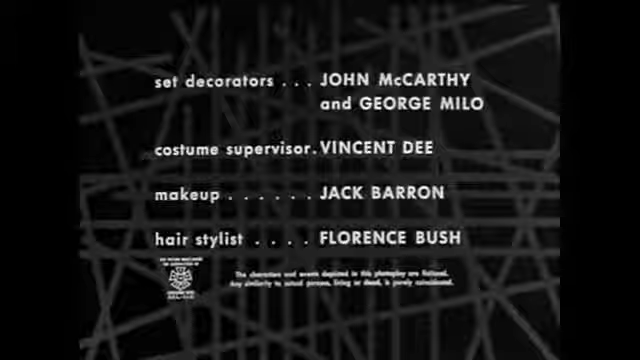 set decorators . . . JOHN McCARTHY
and GEORGE MILO
costume supervisor. VINCENT DEE
makeup . . . . . . JACK BARRON
hair stylist . . . . FLORENCE BUSH
The characters and events depicted in this photoplay are fictional.
Any similarity to actual persons, living or dead, is purely coincidental.